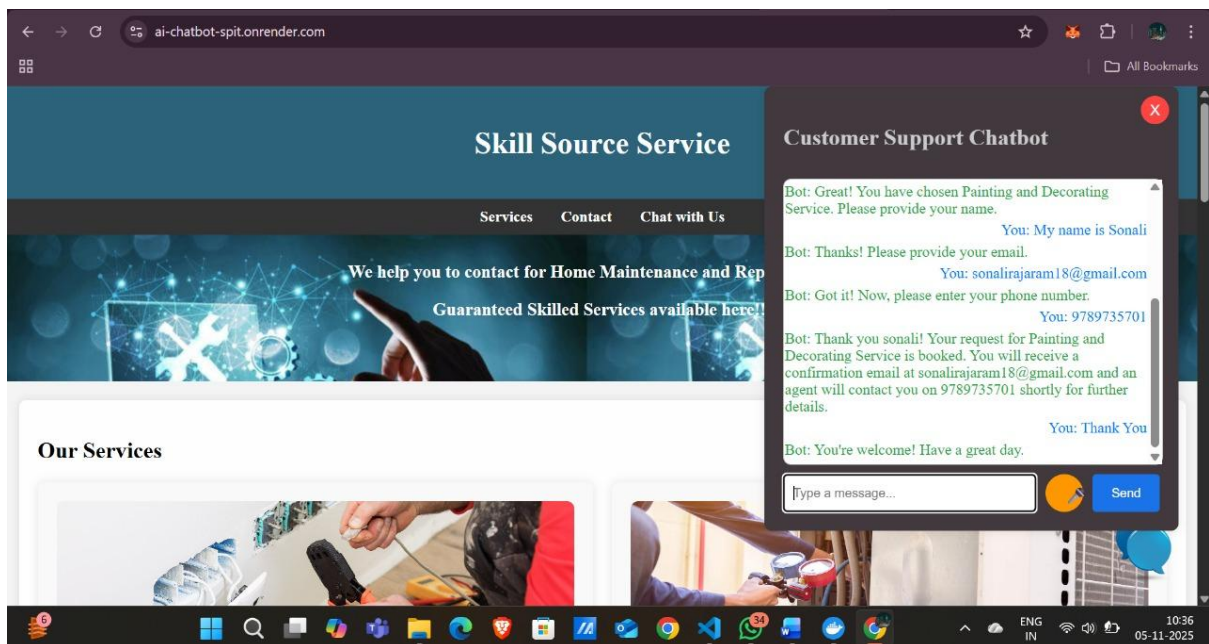 ai-chatbot-spit.onrender.com
All Bookmarks
Skill Source Service
Services Contact Chat with Us
We help you to contact for Home Maintenance and Rep
Guaranteed Skilled Services available here!!
Our Services
X
Customer Support Chatbot
Bot: Great! You have chosen Painting and Decorating
Service. Please provide your name.
You: My name is Sonali
Bot: Thanks! Please provide your email.
You: sonalirajaram18@gmail.com
Bot: Got it! Now, please enter your phone number.
You: 9789735701
Bot: Thank you sonali! Your request for Painting and
Decorating Service is booked. You will receive a
confirmation email at sonalirajaram18@gmail.com and an
agent will contact you on 9789735701 shortly for further
details.
You: Thank You
Bot: You're welcome! Have a great day.
Type a message...
Send
6
34
ENG
IN
10:36
05-11-2025